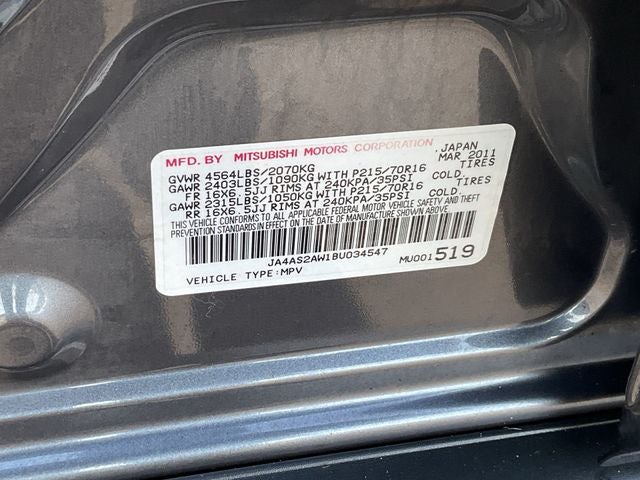 MFD. BY MITSUBISHI MOTORS CORPORATION, JAPAN
GVWR 4564LBS/2070KG MAR 2011
GAWR 2403LBS/1090KG WITH P215/70R16 TIRES
FR 16X6.5JJ RIMS AT 240KPA/35PSI COLD.
GAWR 2315LBS/1050KG WITH P215/70R16 TIRES
RR 16X6.5JJ RIMS AT 240KPA/35PSI COLD.
THIS VEHICLE CONFORMS TO ALL APPLICABLE FEDERAL MOTOR VEHICLE SAFETY AND THEFT
PREVENTION STANDARDS IN EFFECT ON THE DATE OF MANUFACTURE SHOWN ABOVE.
JA4AS2AW1BU034547
VEHICLE TYPE:MPV MU001519